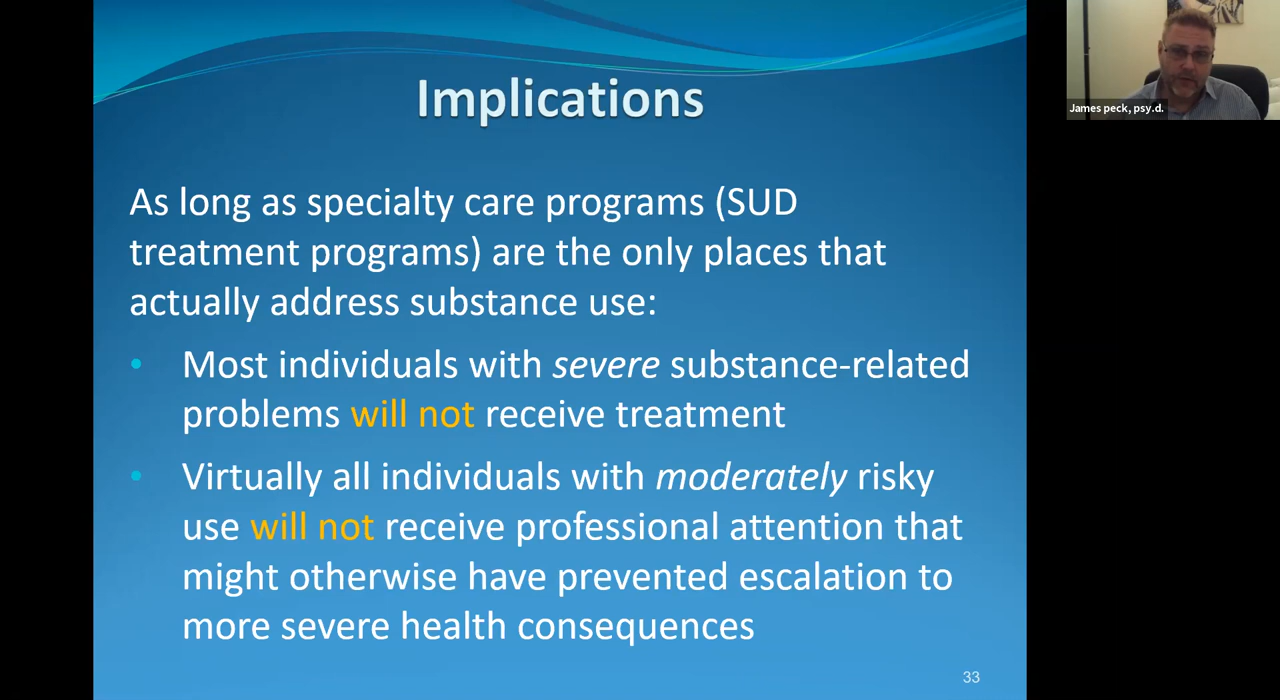 Implications
As long as specialty care programs (SUD
treatment programs) are the only places that
actually address substance use:
• Most individuals with severe substance-related
problems will not receive treatment
• Virtually all individuals with moderately risky
use will not receive professional attention that
might otherwise have prevented escalation to
more severe health consequences
33
James peck, psy.d.